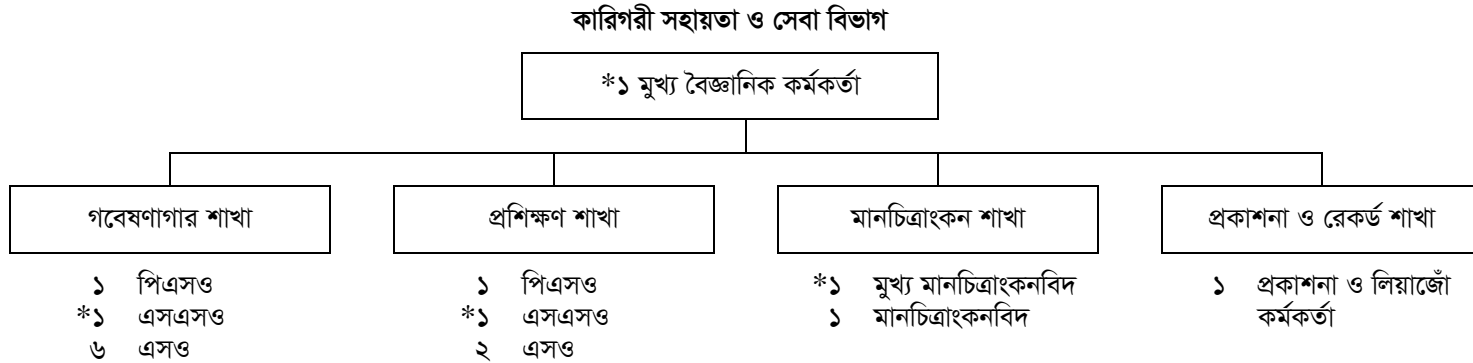 কারিগরী সহায়তা ও সেবা বিভাগ
*১ মুখ্য বৈজ্ঞানিক কর্মকর্তা
গবেষণাগার শাখা
১ পিএসও
*১ এসএসও
৬ এসও
প্রশিক্ষণ শাখা
১ পিএসও
*১ এসএসও
২ এসও
মানচিত্রাংকন শাখা
*১ মুখ্য মানচিত্রাংকনবিদ
১ মানচিত্রাংকনবিদ
প্রকাশনা ও রেকর্ড শাখা
১ প্রকাশনা ও লিয়াজোঁ
কর্মকর্তা